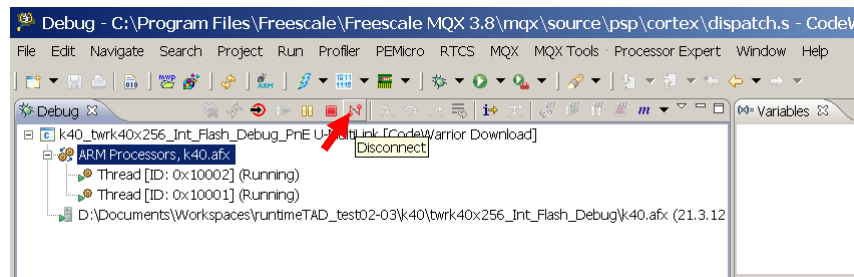 Debug - C:\Program Files\Freescale\Freescale MQX 3.8\mqx\source\psp\cortex\dispatch.s - CodeW
File Edit Navigate Search Project Run Profiler PEMicro RTCS MQX MQX Tools Processor Expert Window Help
Debug (x)= Variables
k40_twrk40x256_Int_Flash_Debug_PnE U-MultiLink [CodeWarrior Download]
Disconnect
ARM Processors, k40.afx
Thread [ID: 0x10002] (Running)
Thread [ID: 0x10001] (Running)
D:\Documents\Workspaces\runtimeTAD_test02-03\k40\twrk40x256_Int_Flash_Debug\k40.afx (21.3.12